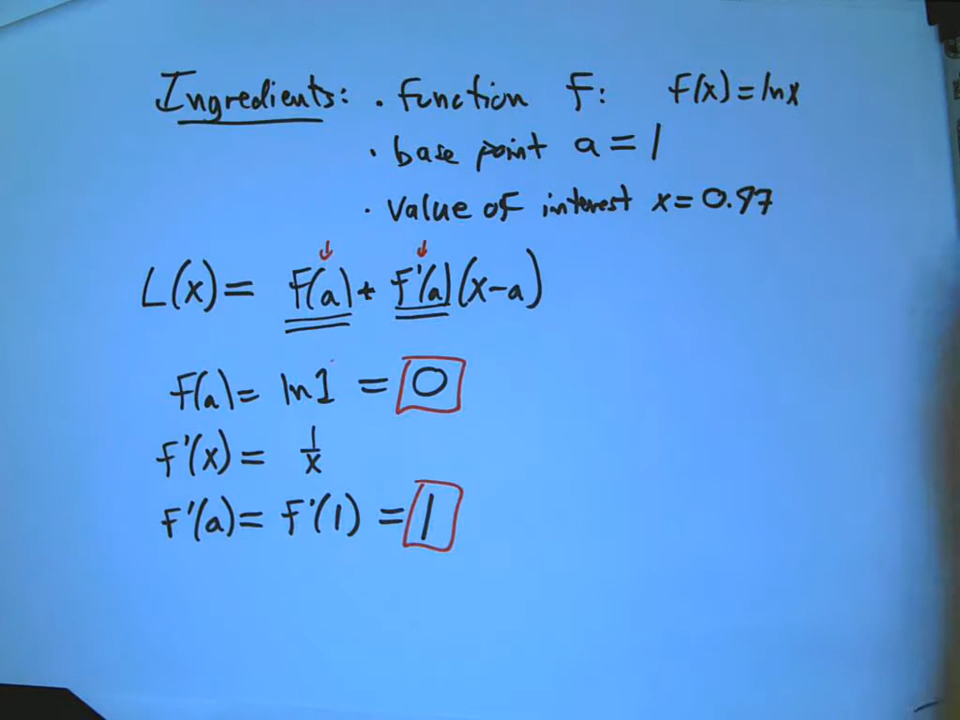 Ingredients: • Function F: F(x) = ln x
• base point a = 1
• Value of interest x = 0.97
L(x) = F(a) + F'(a)(x-a)
F(a) = ln 1 = 0
F'(x) = 1/x
F'(a) = F'(1) = 1